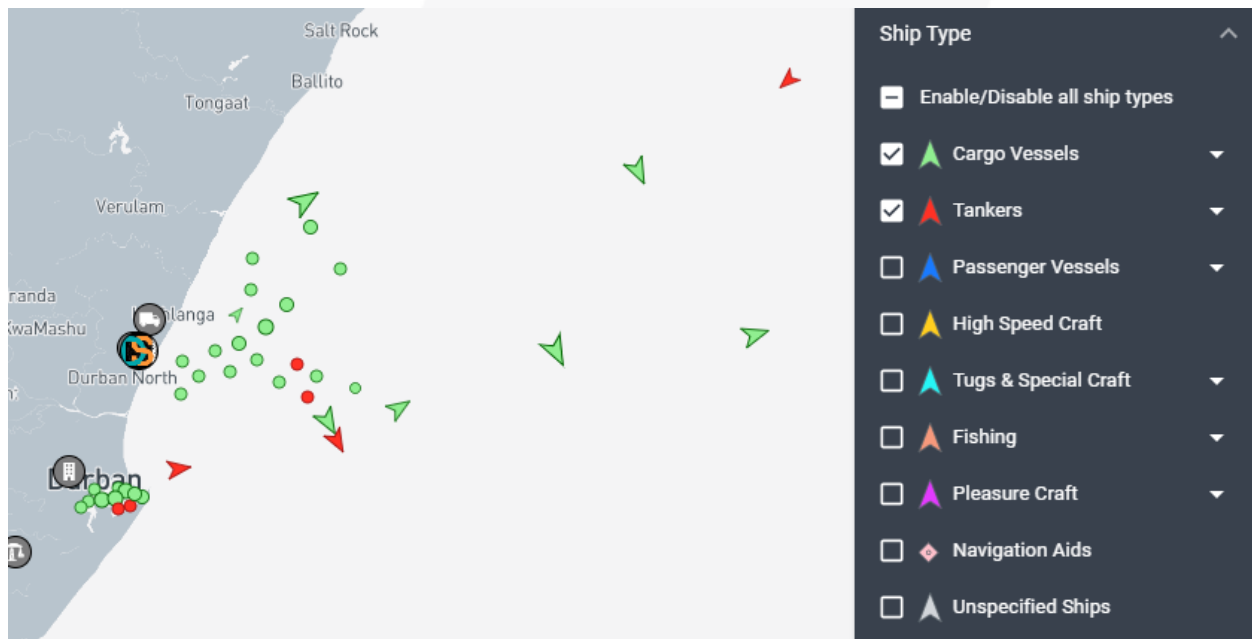 Salt Rock
Ballito
Tongaat
Verulam
randa
KwaMashu
langa
Durban North
Durban
Ship Type
Enable/Disable all ship types
Cargo Vessels
Tankers
Passenger Vessels
High Speed Craft
Tugs & Special Craft
Fishing
Pleasure Craft
Navigation Aids
Unspecified Ships